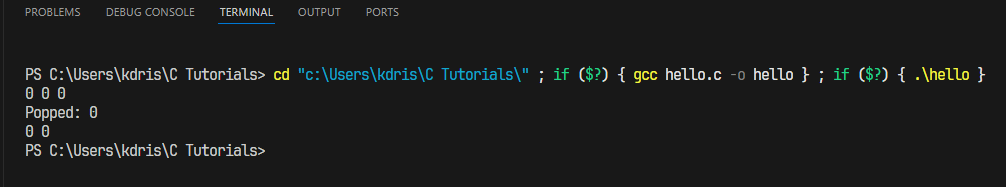 PROBLEMS DEBUG CONSOLE TERMINAL OUTPUT PORTS
PS C:\Users\kdris\C Tutorials> cd "c:\Users\kdris\C Tutorials\" ; if ($?) { gcc hello.c -o hello } ; if ($?) { .\hello }
0 0 0
Popped: 0
0 0
PS C:\Users\kdris\C Tutorials>